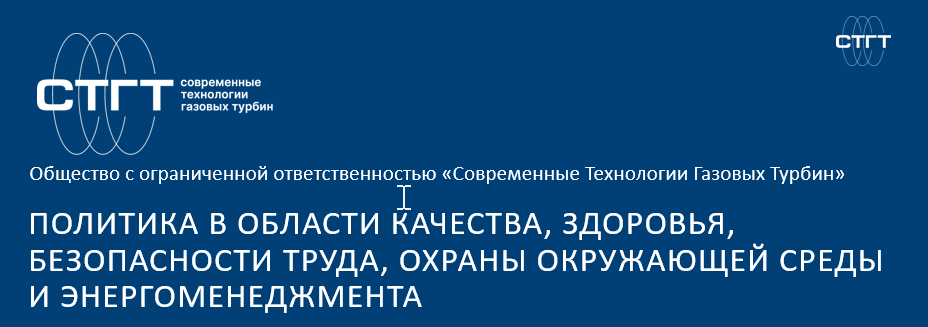 СТГТ
СТГТ
современные
технологии
газовых турбин
Общество с ограниченной ответственностью «Современные Технологии Газовых Турбин»
ПОЛИТИКА В ОБЛАСТИ КАЧЕСТВА, ЗДОРОВЬЯ,
БЕЗОПАСНОСТИ ТРУДА, ОХРАНЫ ОКРУЖАЮЩЕЙ СРЕДЫ
И ЭНЕРГОМЕНЕДЖМЕНТА